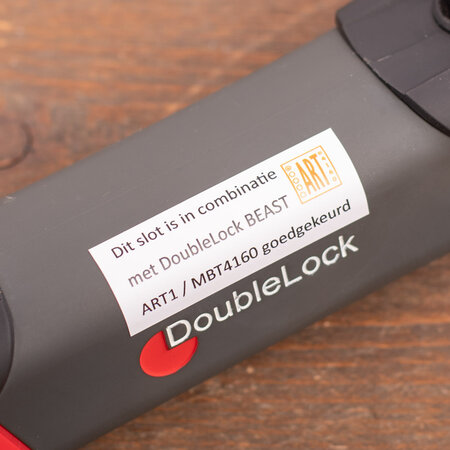 Dit slot is in combinatie
met DoubleLock BEAST
ART1 / MBT4160 goedgekeurd
ART
DoubleLock